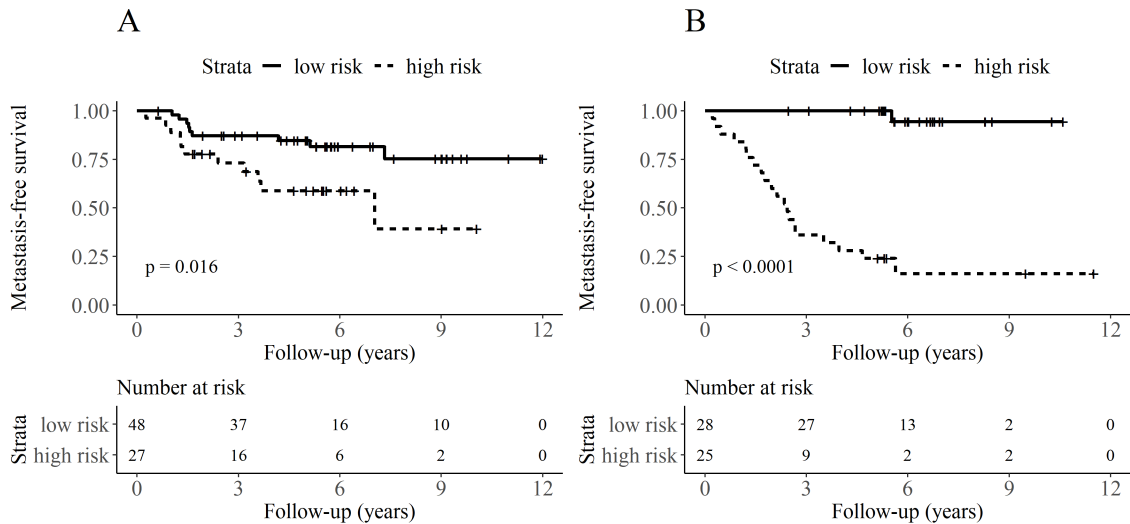 A
Strata low risk high risk
Metastasis-free survival
1.00
0.75
0.50
0.25
0.00
p = 0.016
0 3 6 9 12
Follow-up (years)
Number at risk
Strata
low risk 48 37 16 10 0
high risk 27 16 6 2 0
0 3 6 9 12
Follow-up (years)
B
Strata low risk high risk
Metastasis-free survival
1.00
0.75
0.50
0.25
0.00
p < 0.0001
0 3 6 9 12
Follow-up (years)
Number at risk
Strata
low risk 28 27 13 2 0
high risk 25 9 2 2 0
0 3 6 9 12
Follow-up (years)